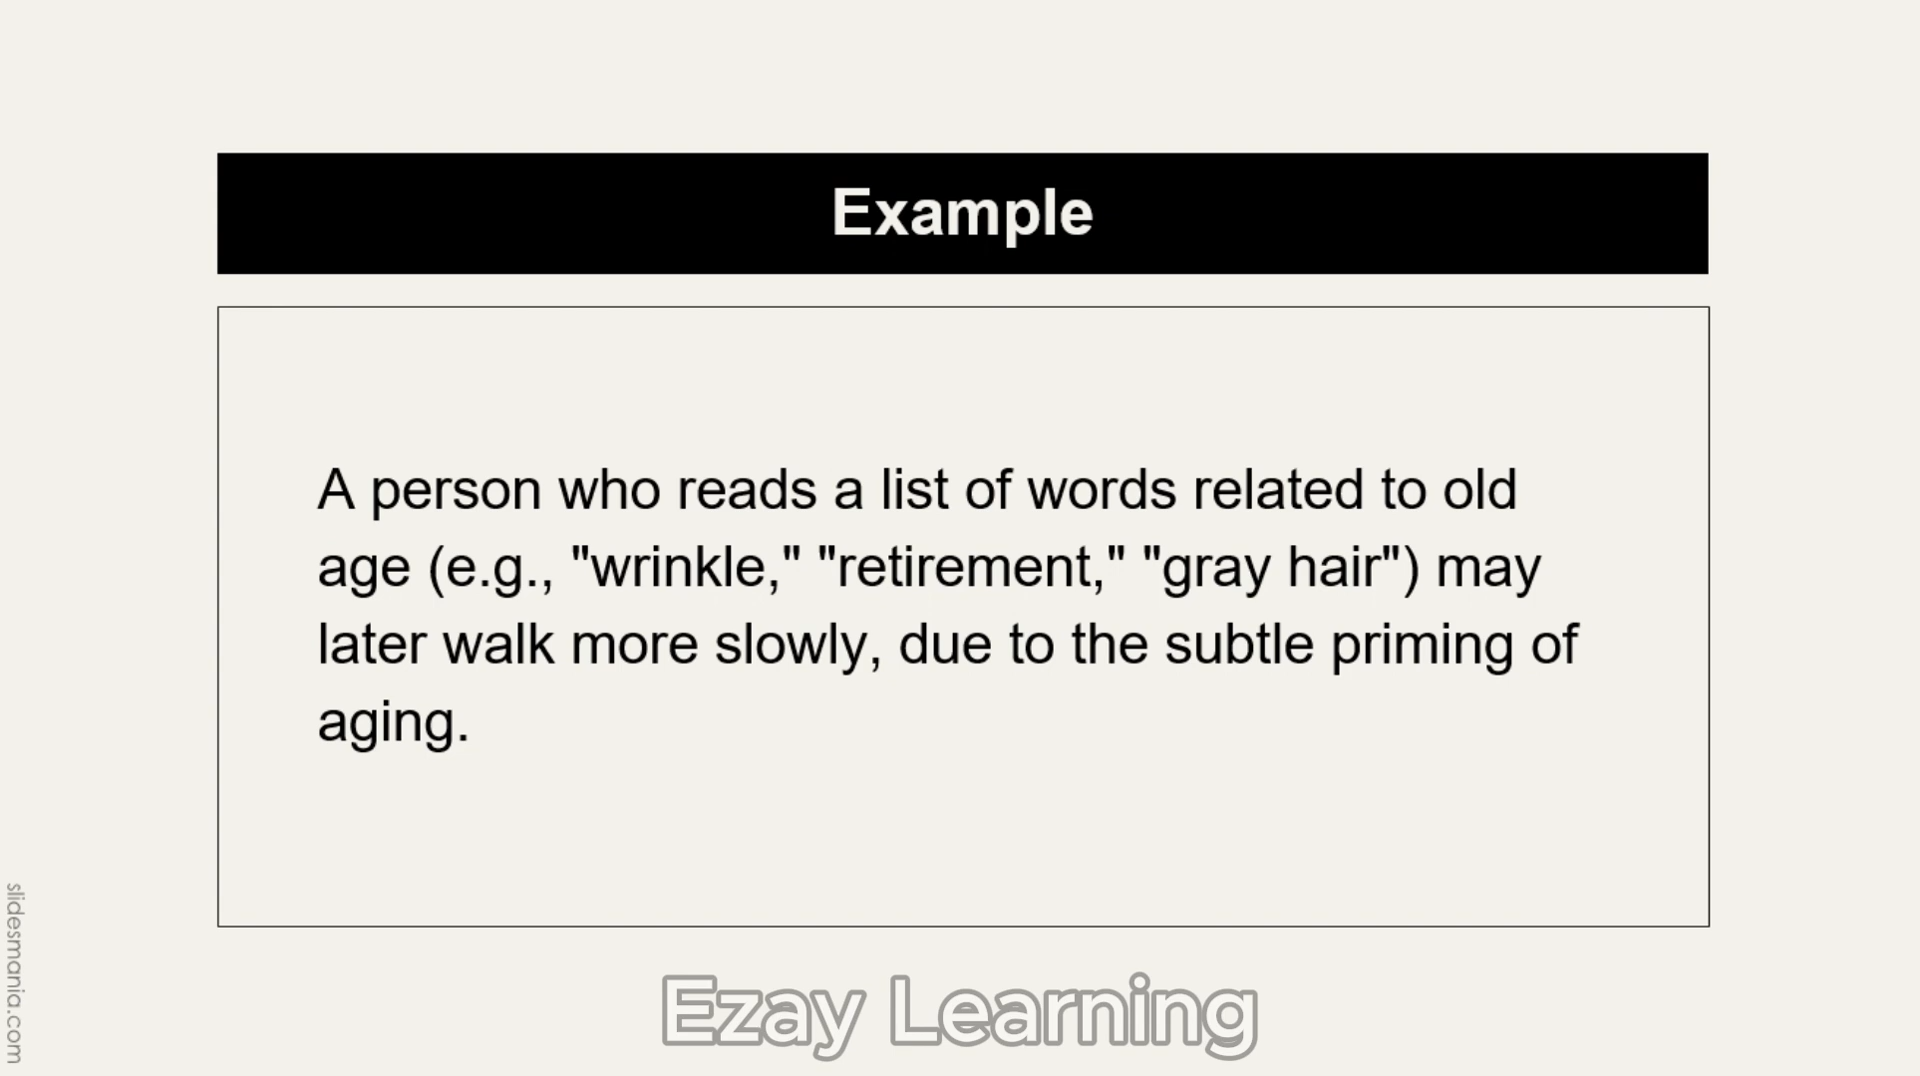 Example
A person who reads a list of words related to old
age (e.g., "wrinkle," "retirement," "gray hair") may
later walk more slowly, due to the subtle priming of
aging.
slidesmania.com
Ezay Learning